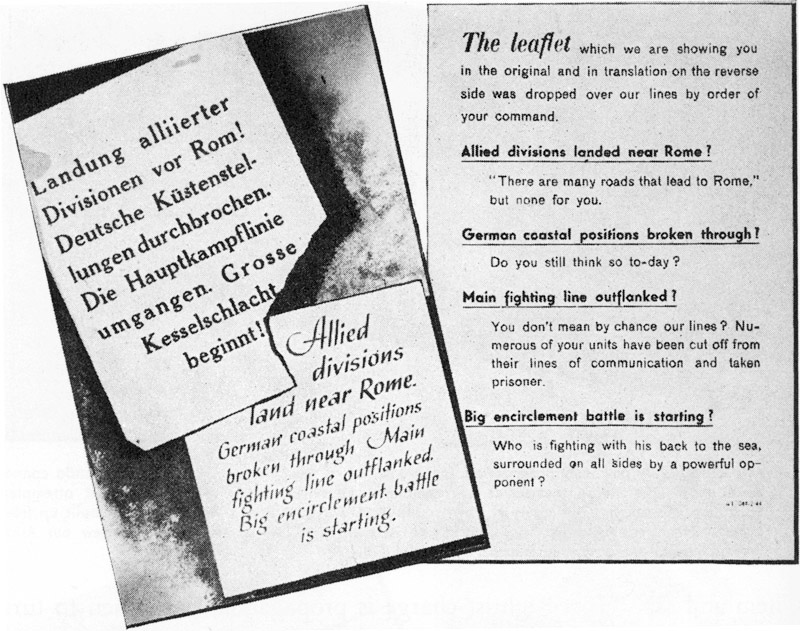 Landung alliierter
Divisionen vor Rom!
Deutsche Küstenstel-
lungen durchbrochen.
Die Hauptkampflinie
umgangen. Grosse
Kesselschlacht
beginnt!
Allied
divisions
land near Rome.
German coastal positions
broken through Main
fighting line outflanked.
Big encirclement battle
is starting.
The leaflet which we are showing you
in the original and in translation on the reverse
side was dropped over our lines by order of
your command.
Allied divisions landed near Rome?
"There are many roads that lead to Rome,"
but none for you.
German coastal positions broken through?
Do you still think so to-day?
Main fighting line outflanked?
You don't mean by chance our lines? Nu-
merous of your units have been cut off from
their lines of communication and taken
prisoner.
Big encirclement battle is starting?
Who is fighting with his back to the sea,
surrounded on all sides by a powerful op-
ponent?